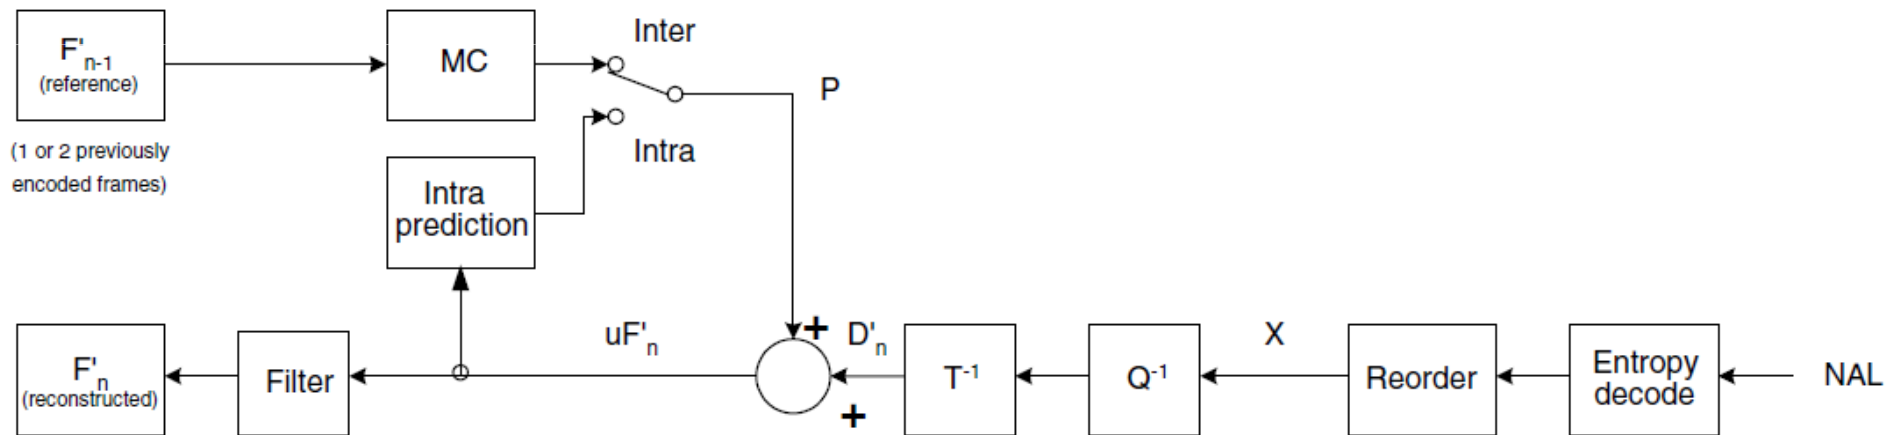 F'n-1
(reference)
(1 or 2 previously
encoded frames)
MC
Inter
P
Intra
Intra
prediction
F'n
(reconstructed)
Filter
uF'n
+
D'n
+
T-1
Q-1
X
Reorder
Entropy
decode
NAL